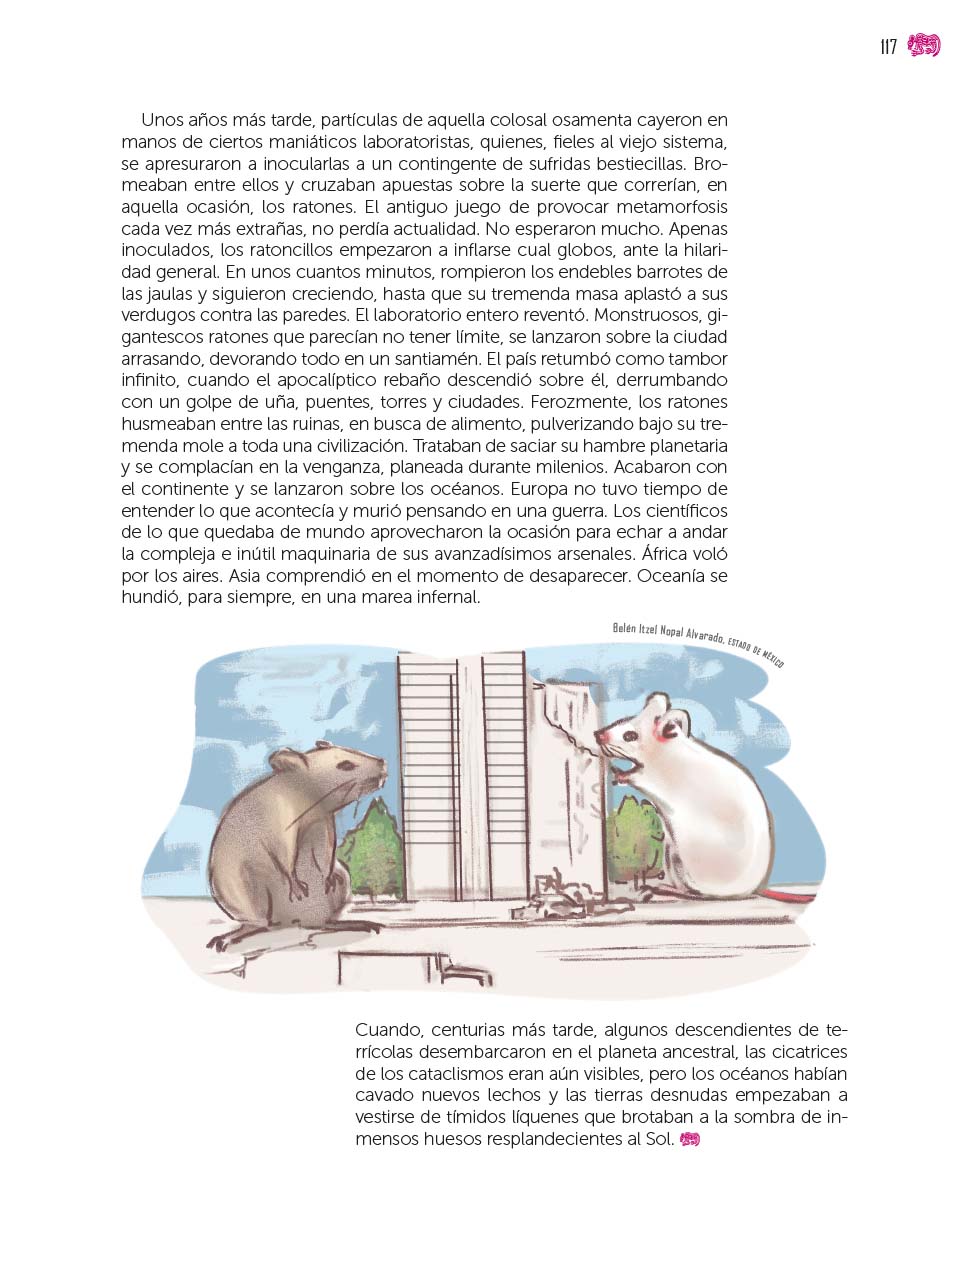 117
Unos años más tarde, partículas de aquella colosal osamenta cayeron en
manos de ciertos maniáticos laboratoristas, quienes, fieles al viejo sistema,
se apresuraron a inocularlas a un contingente de sufridas bestiecillas. Bro-
meaban entre ellos y cruzaban apuestas sobre la suerte que correrían, en
aquella ocasión, los ratones. El antiguo juego de provocar metamorfosis
cada vez más extrañas, no perdía actualidad. No esperaron mucho. Apenas
inoculados, los ratoncillos empezaron a inflarse cual globos, ante la hilari-
dad general. En unos cuantos minutos, rompieron los endebles barrotes de
las jaulas y siguieron creciendo, hasta que su tremenda masa aplastó a sus
verdugos contra las paredes. El laboratorio entero reventó. Monstruosos, gi-
gantescos ratones que parecían no tener límite, se lanzaron sobre la ciudad
arrasando, devorando todo en un santiamén. El país retumbó como tambor
infinito, cuando el apocalíptico rebaño descendió sobre él, derrumbando
con un golpe de uña, puentes, torres y ciudades. Ferozmente, los ratones
husmeaban entre las ruinas, en busca de alimento, pulverizando bajo su tre-
menda mole a toda una civilización. Trataban de saciar su hambre planetaria
y se complacían en la venganza, planeada durante milenios. Acabaron con
el continente y se lanzaron sobre los océanos. Europa no tuvo tiempo de
entender lo que acontecía y murió pensando en una guerra. Los científicos
de lo que quedaba de mundo aprovecharon la ocasión para echar a andar
la compleja e inútil maquinaria de sus avanzadísimos arsenales. África voló
por los aires. Asia comprendió en el momento de desaparecer. Oceanía se
hundió, para siempre, en una marea infernal.
Belén Itzel Nopal Alvarado, ESTADO DE MÉXICO
Cuando, centurias más tarde, algunos descendientes de te-
rrícolas desembarcaron en el planeta ancestral, las cicatrices
de los cataclismos eran aún visibles, pero los océanos habían
cavado nuevos lechos y las tierras desnudas empezaban a
vestirse de tímidos líquenes que brotaban a la sombra de in-
mensos huesos resplandecientes al Sol.